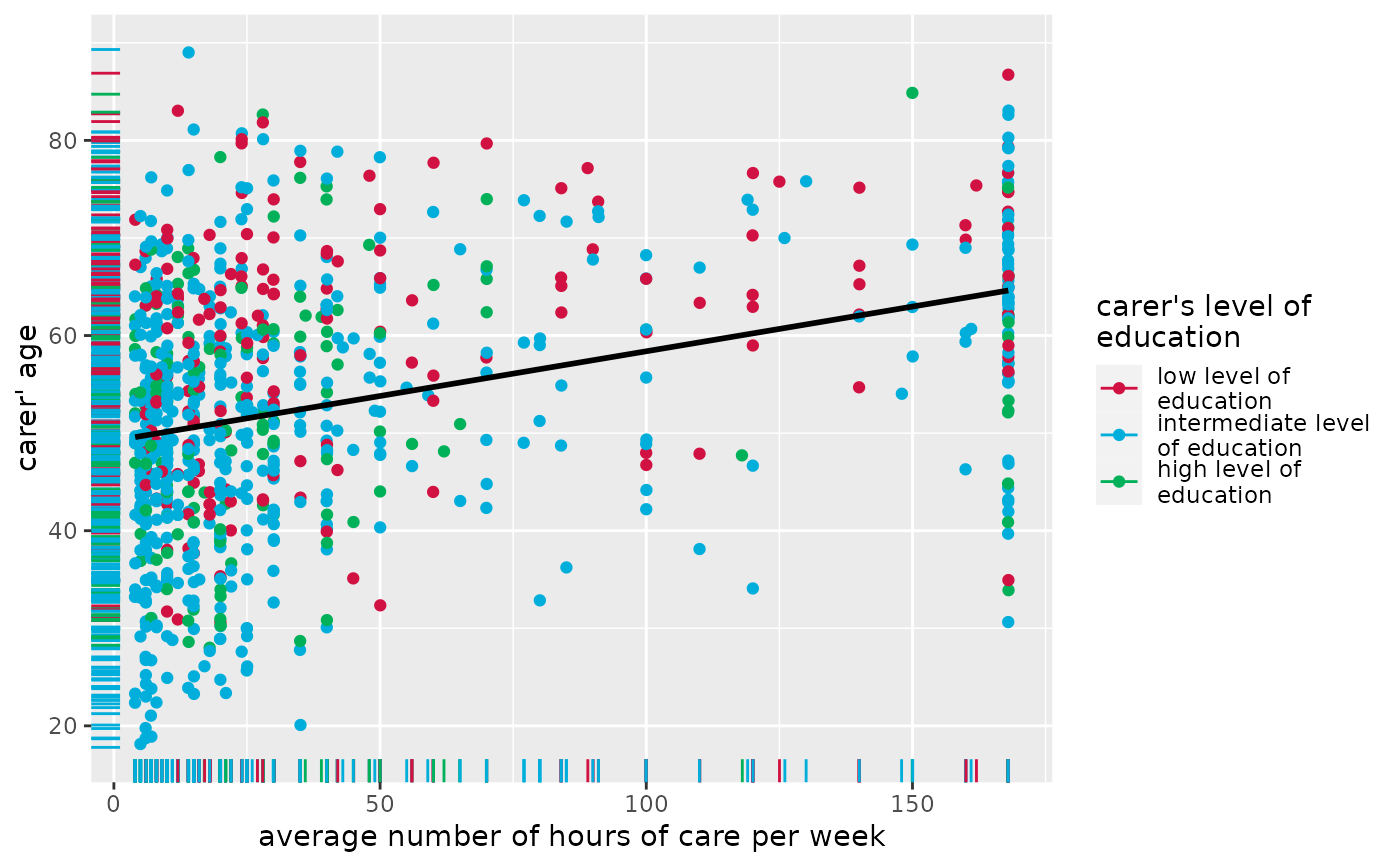 80
60
40
20
0
50
100
150
carer' age
average number of hours of care per week
carer's level of
education
low level of
education
intermediate level
of education
high level of
education